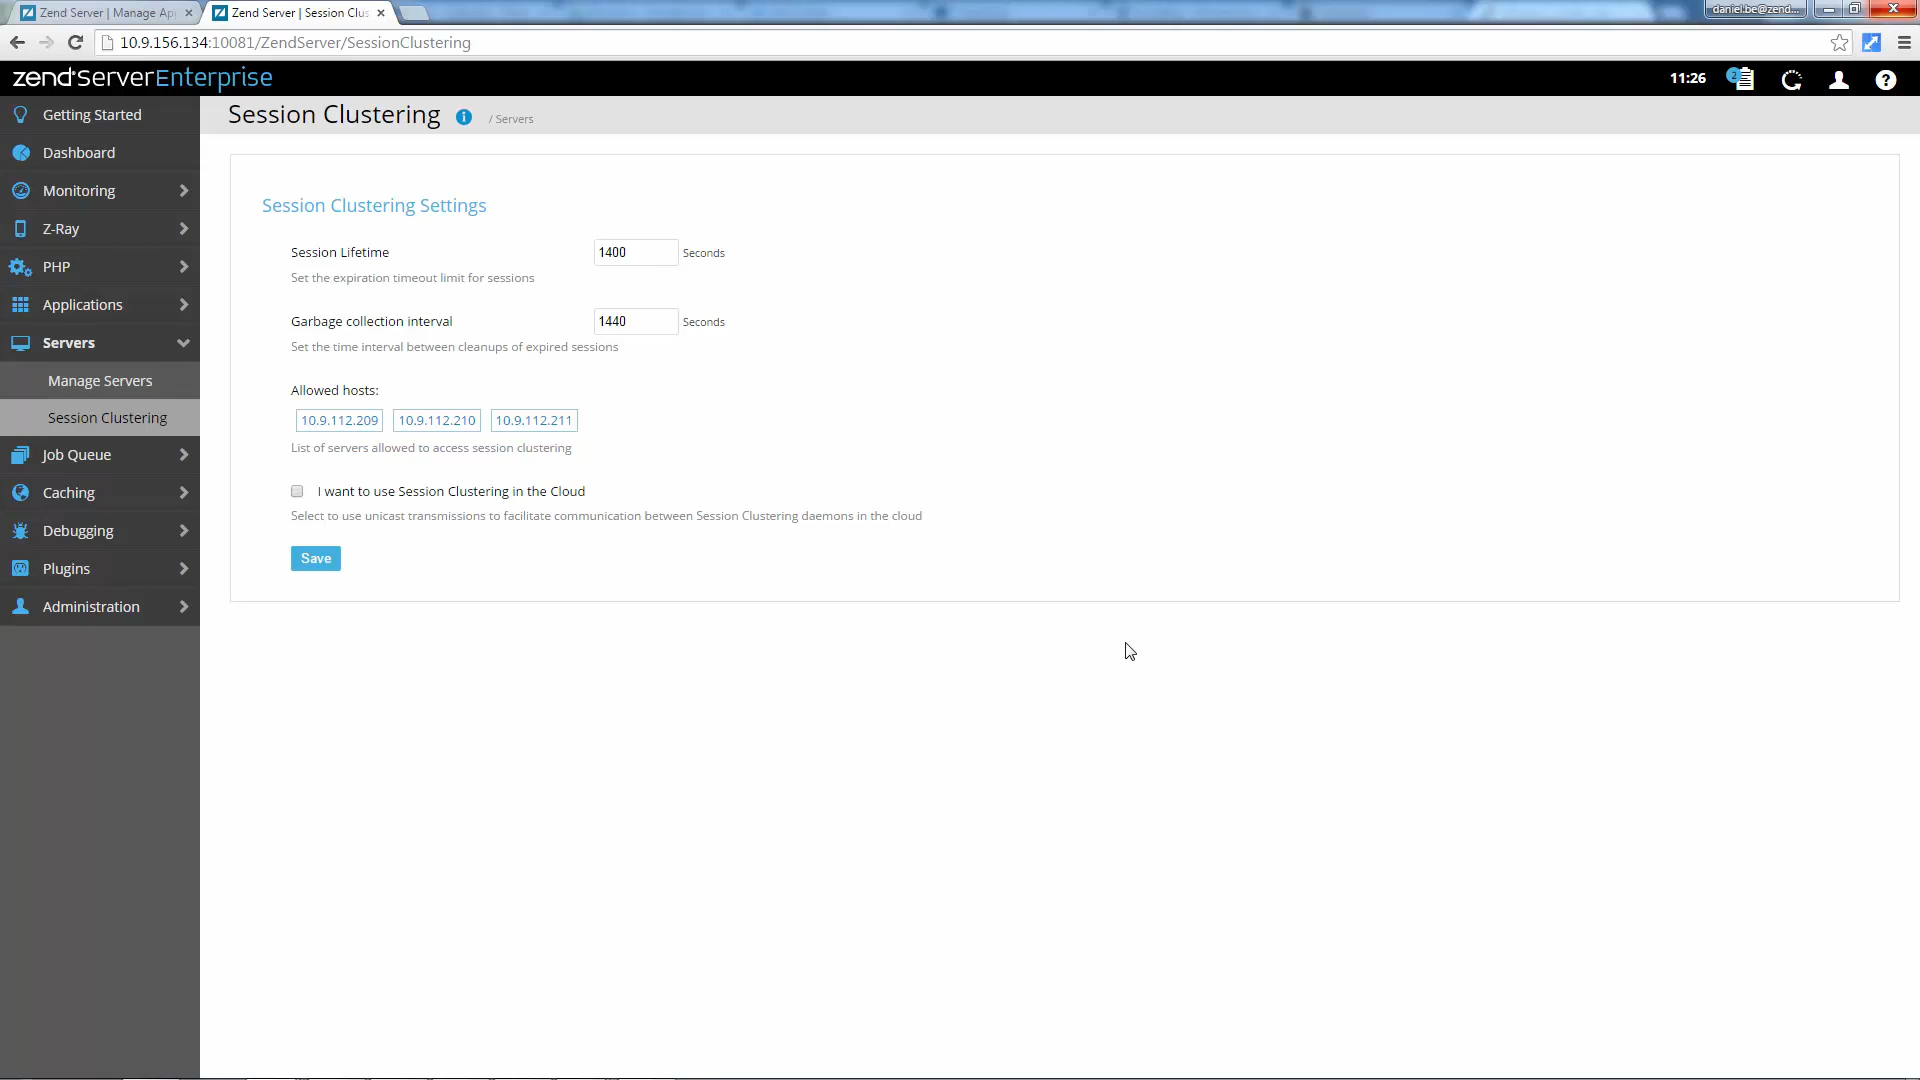 Zend Server | Manage Ap
Zend Server | Session Clus
daniel.be@zend...
10.9.156.134:10081/ZendServer/SessionClustering
zend Server Enterprise
11:26
2
Getting Started
Dashboard
Monitoring
Z-Ray
PHP
Applications
Servers
Manage Servers
Session Clustering
Job Queue
Caching
Debugging
Plugins
Administration
Session Clustering
/ Servers
Session Clustering Settings
Session Lifetime 1400 Seconds
Set the expiration timeout limit for sessions
Garbage collection interval 1440 Seconds
Set the time interval between cleanups of expired sessions
Allowed hosts:
10.9.112.209 10.9.112.210 10.9.112.211
List of servers allowed to access session clustering
I want to use Session Clustering in the Cloud
Select to use unicast transmissions to facilitate communication between Session Clustering daemons in the cloud
Save